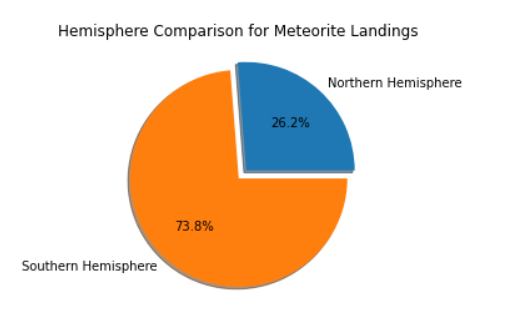 Hemisphere Comparison for Meteorite Landings
Northern Hemisphere
26.2%
73.8%
Southern Hemisphere